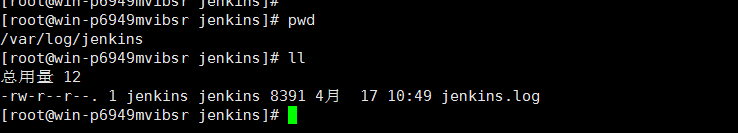 [root@win-p6949mvibsr jenkins]#
[root@win-p6949mvibsr jenkins]# pwd
/var/log/jenkins
[root@win-p6949mvibsr jenkins]# ll
总用量 12
-rw-r--r--. 1 jenkins jenkins 8391 4月  17 10:49 jenkins.log
[root@win-p6949mvibsr jenkins]#